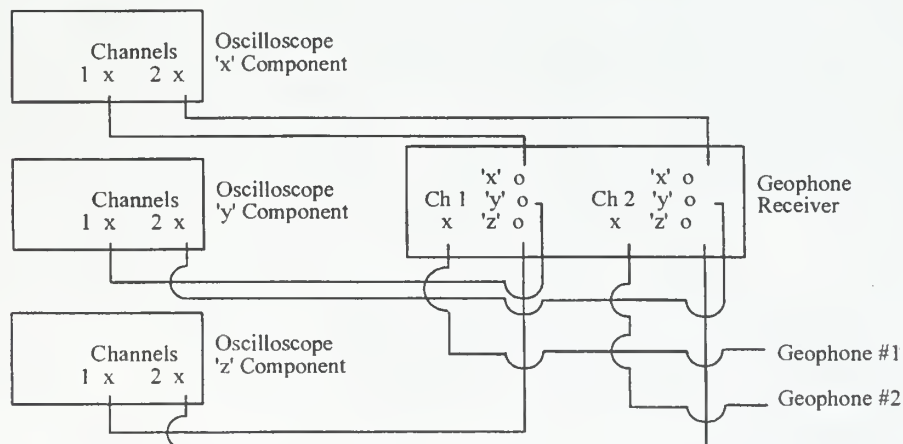 Channels
1 x 2 x
Oscilloscope
'x' Component
Channels
1 x 2 x
Oscilloscope
'y' Component
Channels
1 x 2 x
Oscilloscope
'z' Component
'x' o 'x' o
Ch 1 'y' o Ch 2 'y' o
x 'z' o x 'z' o
Geophone
Receiver
Geophone #1
Geophone #2